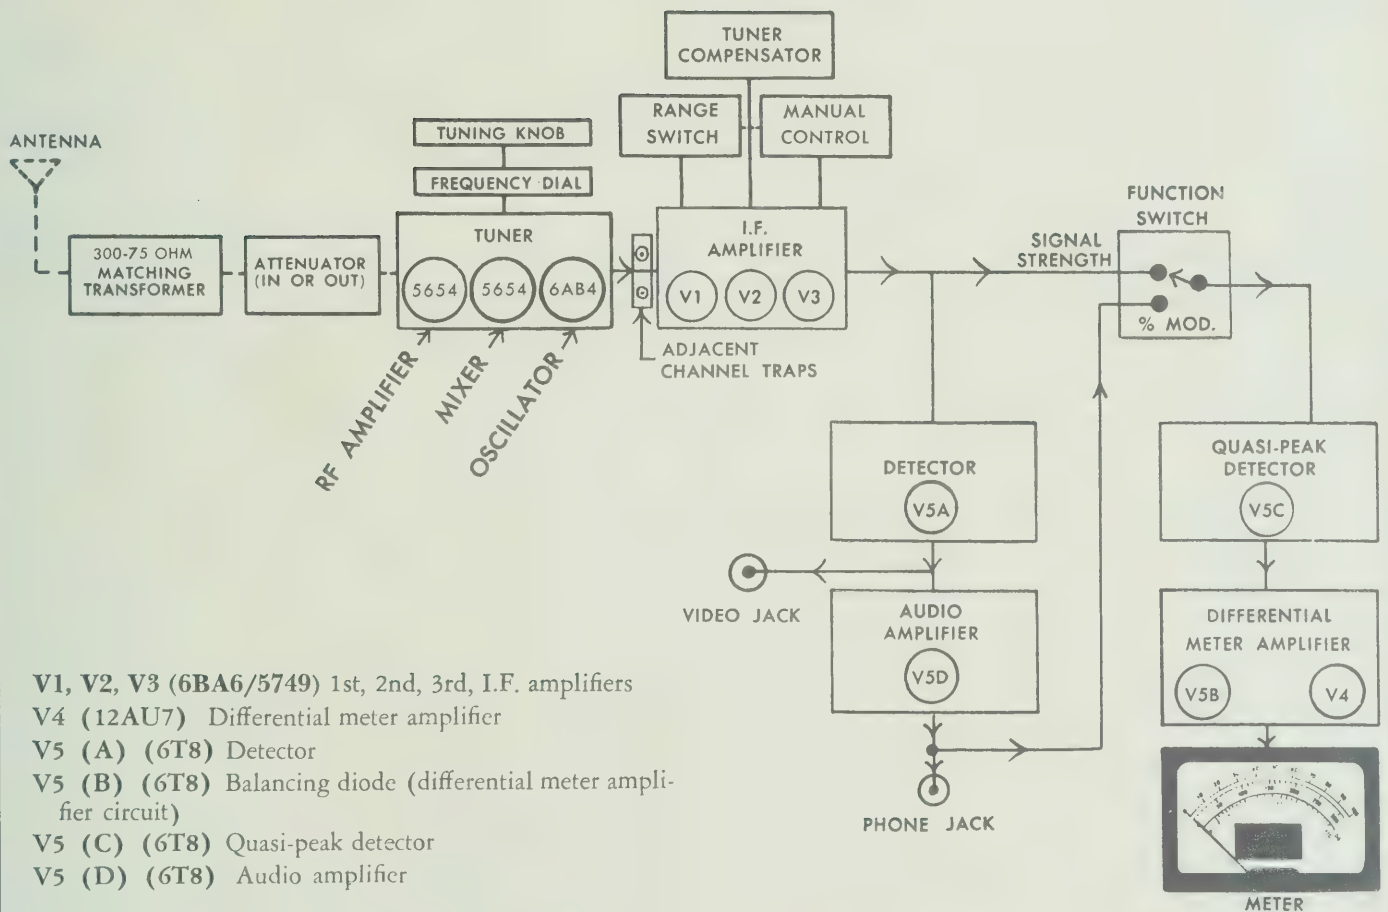 TUNER
COMPENSATOR
RANGE
SWITCH
MANUAL
CONTROL
ANTENNA
TUNING KNOB
FREQUENCY DIAL
300-75 OHM
MATCHING
TRANSFORMER
ATTENUATOR
(IN OR OUT)
TUNER
5654
5654
6AB4
RF AMPLIFIER
MIXER
OSCILLATOR
I.F.
AMPLIFIER
V1
V2
V3
ADJACENT
CHANNEL TRAPS
SIGNAL
STRENGTH
FUNCTION
SWITCH
% MOD.
DETECTOR
V5A
QUASI-PEAK
DETECTOR
V5C
VIDEO JACK
AUDIO
AMPLIFIER
V5D
DIFFERENTIAL
METER AMPLIFIER
V5B
V4
PHONE JACK
METER
V1, V2, V3 (6BA6/5749) 1st, 2nd, 3rd, I.F. amplifiers
V4 (12AU7) Differential meter amplifier
V5 (A) (6T8) Detector
V5 (B) (6T8) Balancing diode (differential meter ampli-
fier circuit)
V5 (C) (6T8) Quasi-peak detector
V5 (D) (6T8) Audio amplifier